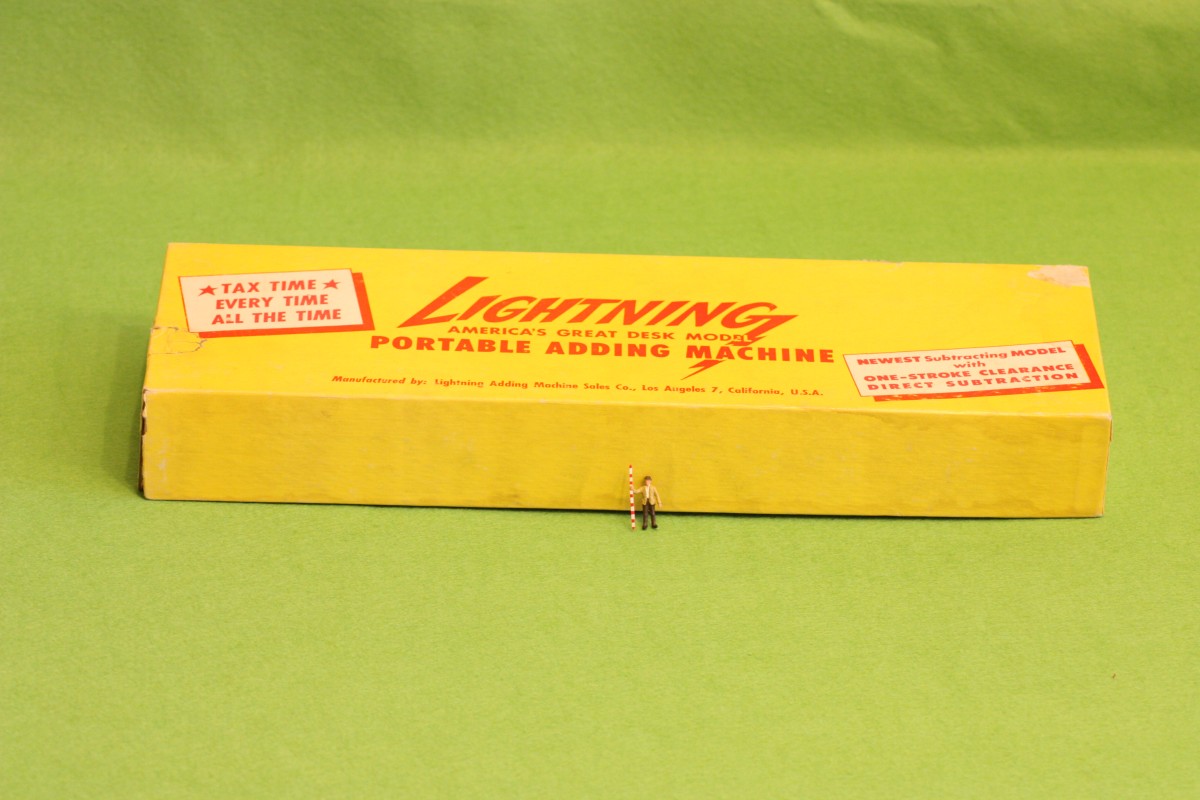 ★ TAX TIME ★
EVERY TIME
ALL THE TIME
LIGHTNING
AMERICA'S GREAT DESK MODEL
PORTABLE ADDING MACHINE
Manufactured by: Lightning Adding Machine Sales Co., Los Angeles 7, California, U.S.A.
NEWEST Subtracting MODEL
with
ONE-STROKE CLEARANCE
DIRECT SUBTRACTION